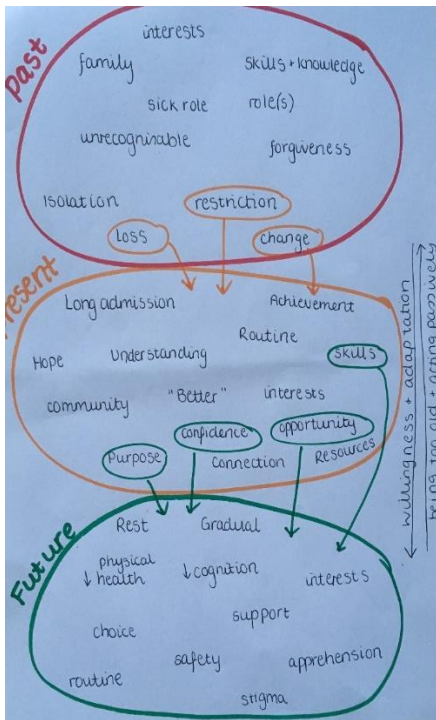 Past
interests
family
skills + knowledge
sick role
role(s)
unrecognisable
forgiveness
Isolation
restriction
Loss
change
Present
Long admission
Achievement
Routine
Hope
Understanding
skills
community
"Better"
interests
Purpose
confidence
opportunity
Connection
Resources
willingness + adaptation
being too old + acting passively
Future
Rest
Gradual
↓ physical
health
↓ cognition
interests
choice
support
routine
safety
apprehension
stigma